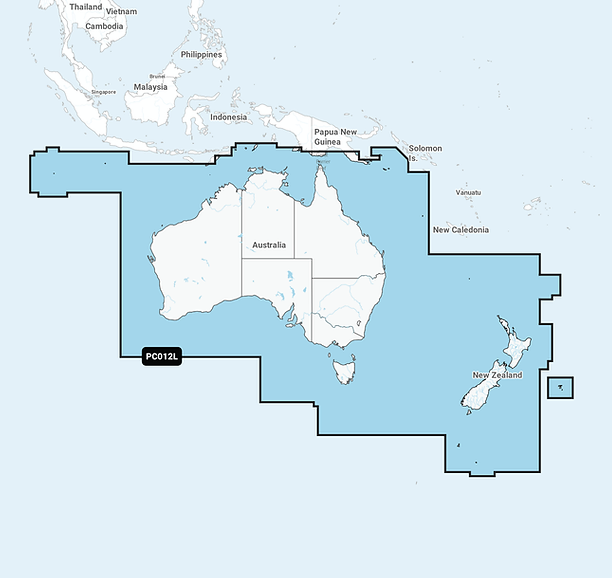 Thailand
Vietnam
Cambodia
Philippines
Brunei
Malaysia
Singapore
Indonesia
Papua New
Guinea
Solomon
Is.
Vanuatu
New Caledonia
Australia
PC012L
New Zealand